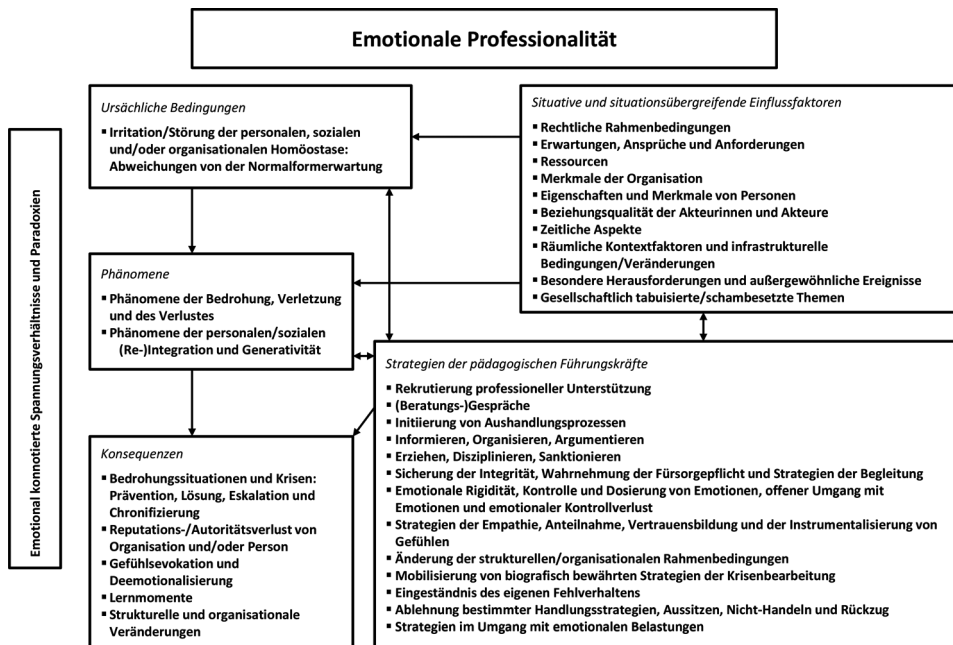 Emotionale Professionalität
Emotional konnotierte Spannungsverhältnisse und Paradoxien
Ursächliche Bedingungen
▪ Irritation/Störung der personalen, sozialen
und/oder organisationalen Homöostase:
Abweichungen von der Normalformerwartung
Situative und situationsübergreifende Einflussfaktoren
▪ Rechtliche Rahmenbedingungen
▪ Erwartungen, Ansprüche und Anforderungen
▪ Ressourcen
▪ Merkmale der Organisation
▪ Eigenschaften und Merkmale von Personen
▪ Beziehungsqualität der Akteurinnen und Akteure
▪ Zeitliche Aspekte
▪ Räumliche Kontextfaktoren und infrastrukturelle
Bedingungen/Veränderungen
▪ Besondere Herausforderungen und außergewöhnliche Ereignisse
▪ Gesellschaftlich tabuisierte/schambesetzte Themen
Phänomene
▪ Phänomene der Bedrohung, Verletzung
und des Verlustes
▪ Phänomene der personalen/sozialen
(Re-)Integration und Generativität
Strategien der pädagogischen Führungskräfte
▪ Rekrutierung professioneller Unterstützung
▪ (Beratungs-)Gespräche
▪ Initiierung von Aushandlungsprozessen
▪ Informieren, Organisieren, Argumentieren
▪ Erziehen, Disziplinieren, Sanktionieren
▪ Sicherung der Integrität, Wahrnehmung der Fürsorgepflicht und Strategien der Begleitung
▪ Emotionale Rigidität, Kontrolle und Dosierung von Emotionen, offener Umgang mit
Emotionen und emotionaler Kontrollverlust
▪ Strategien der Empathie, Anteilnahme, Vertrauensbildung und der Instrumentalisierung von
Gefühlen
▪ Änderung der strukturellen/organisationalen Rahmenbedingungen
▪ Mobilisierung von biografisch bewährten Strategien der Krisenbearbeitung
▪ Eingeständnis des eigenen Fehlverhaltens
▪ Ablehnung bestimmter Handlungsstrategien, Aussitzen, Nicht-Handeln und Rückzug
▪ Strategien im Umgang mit emotionalen Belastungen
Konsequenzen
▪ Bedrohungssituationen und Krisen:
Prävention, Lösung, Eskalation und
Chronifizierung
▪ Reputations-/Autoritätsverlust von
Organisation und/oder Person
▪ Gefühlsevokation und
Deemotionalisierung
▪ Lernmomente
▪ Strukturelle und organisationale
Veränderungen